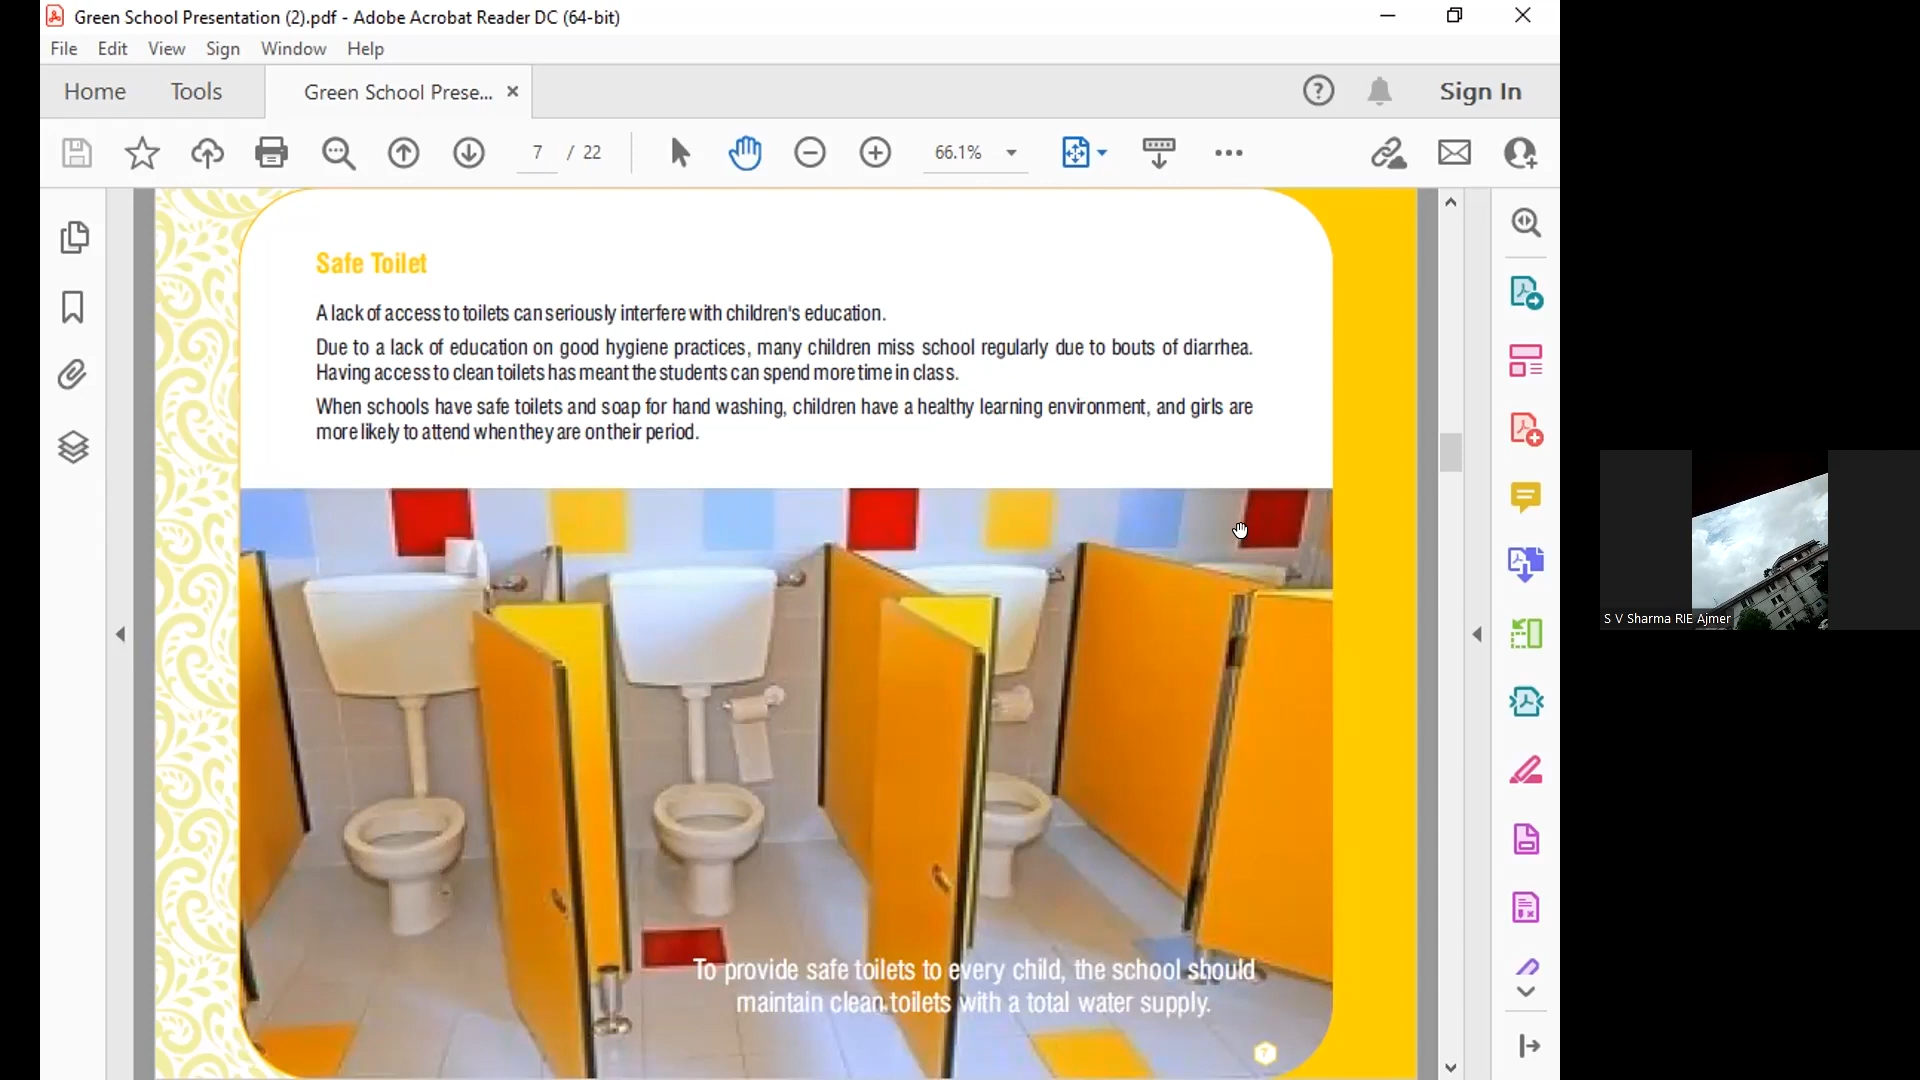 Green School Presentation (2).pdf - Adobe Acrobat Reader DC (64-bit)
File Edit View Sign Window Help
Home Tools Green School Prese... Sign In
7 / 22 66.1%
Safe Toilet
A lack of access to toilets can seriously interfere with children's education.
Due to a lack of education on good hygiene practices, many children miss school regularly due to bouts of diarrhea.
Having access to clean toilets has meant the students can spend more time in class.
When schools have safe toilets and soap for hand washing, children have a healthy learning environment, and girls are
more likely to attend when they are on their period.
To provide safe toilets to every child, the school should
maintain clean toilets with a total water supply.
7
S V Sharma RIE Ajmer